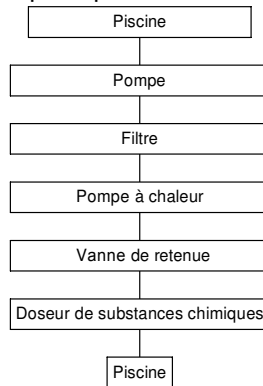 Piscine
Pompe
Filtre
Pompe à chaleur
Vanne de retenue
Doseur de substances chimiques
Piscine